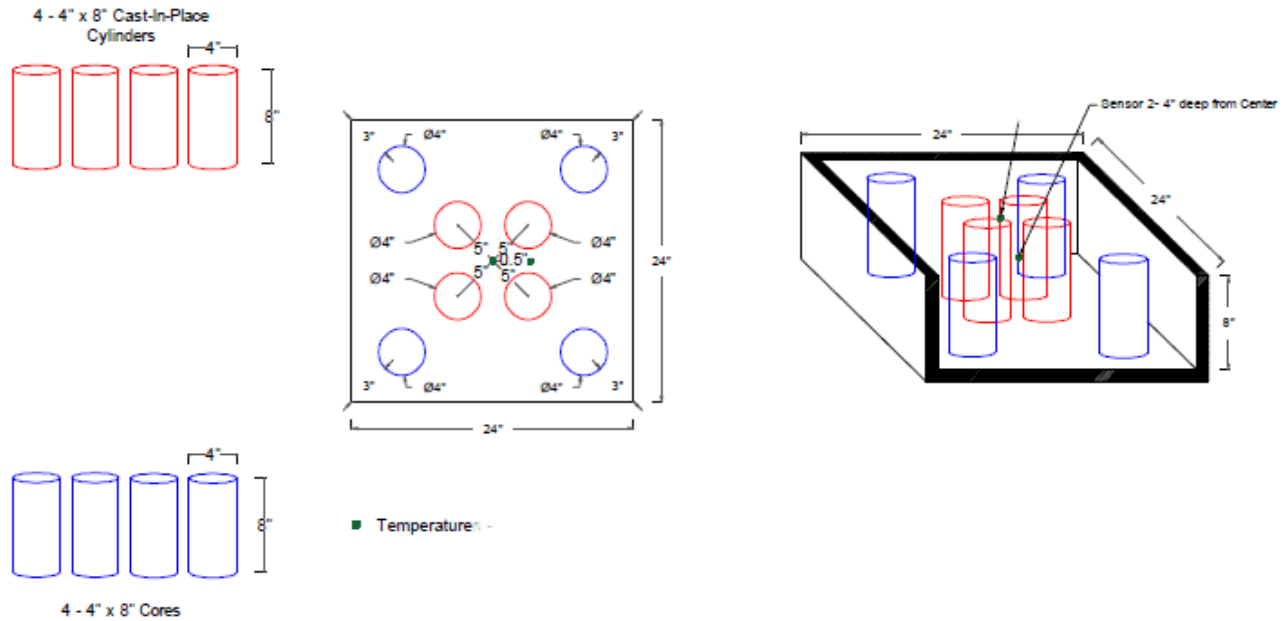 4 - 4" x 8" Cast-In-Place
Cylinders
4"
8"
3"
Ø4"
Ø4"
3"
Ø4"
5"
5"
Ø4"
0.5"
Ø4"
5"
5"
Ø4"
24"
3"
Ø4"
Ø4"
3"
24"
Sensor 2- 4" deep from Center
24"
24"
8"
4"
8"
Temperature
4 - 4" x 8" Cores